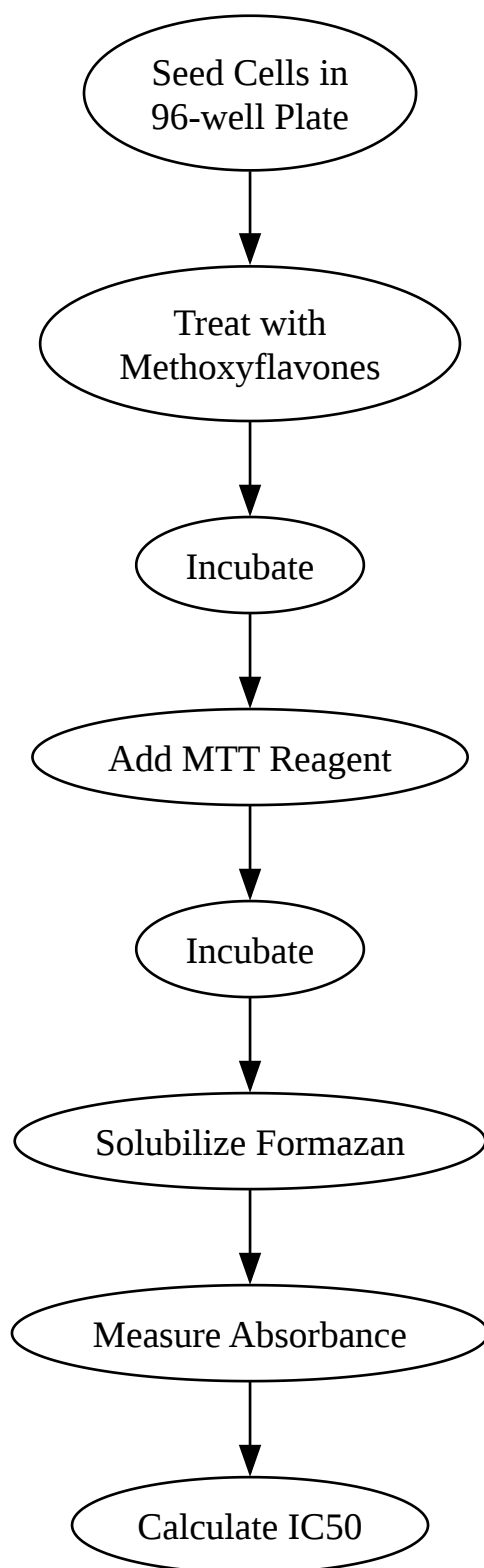 Seed Cells in
96-well Plate
Treat with
Methoxyflavones
Incubate
Add MTT Reagent
Incubate
Solubilize Formazan
Measure Absorbance
Calculate IC50